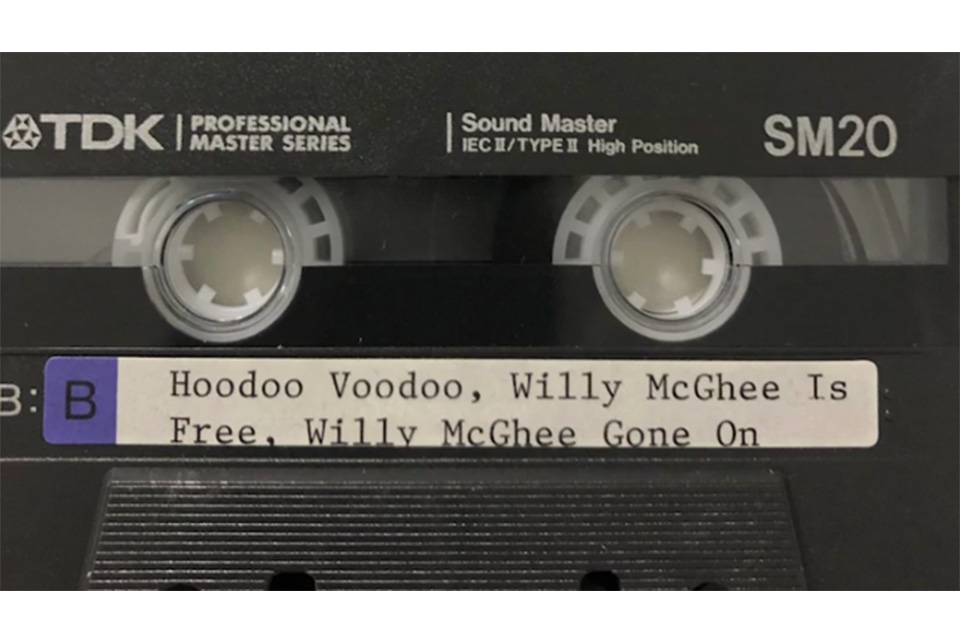 TDK PROFESSIONAL
MASTER SERIES
Sound Master
IEC II/TYPE II High Position
SM20
B: B
Hoodoo Voodoo, Willy McGhee Is
Free, Willy McGhee Gone On